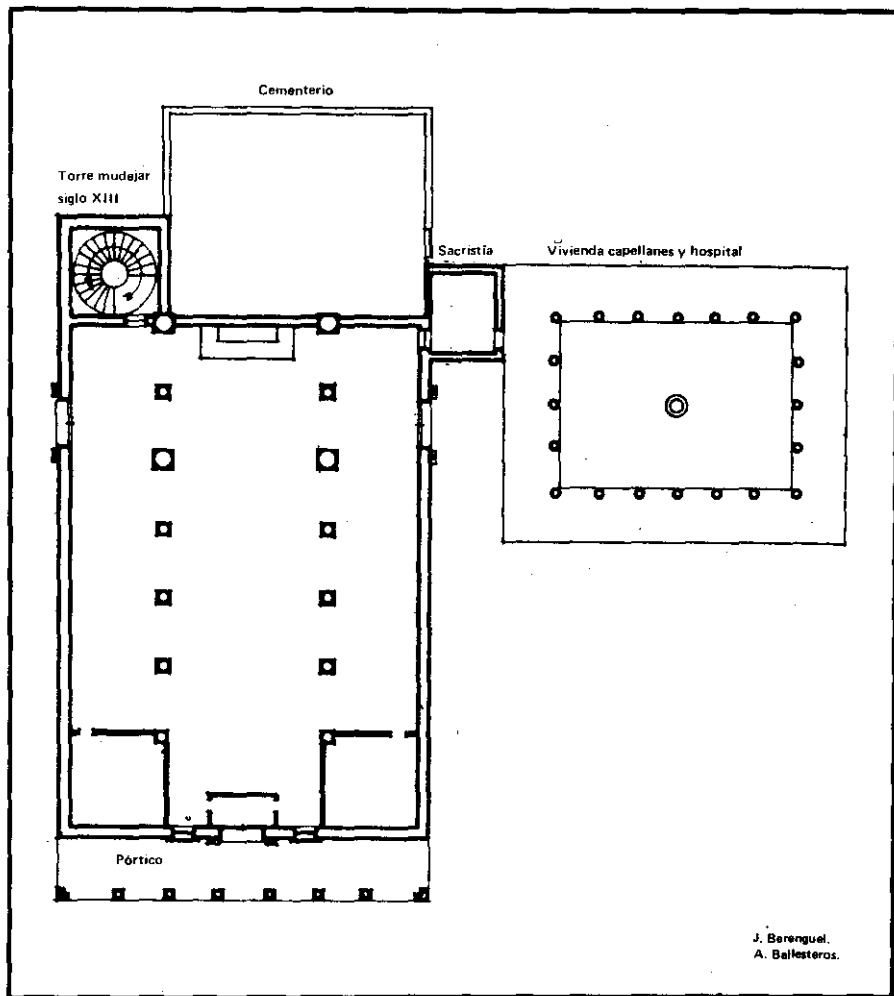 Cementerio
Torre mudejar
siglo XIII
Sacristía
Vivienda capellanes y hospital
Pórtico
J. Berenguel.
A. Ballesteros.